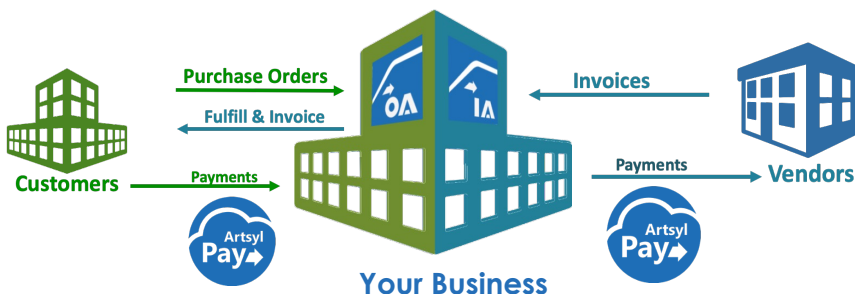 Purchase Orders
Fulfill & Invoice
Customers
Payments
Artsyl
Pay
OA
IA
Your Business
Invoices
Payments
Artsyl
Pay
Vendors